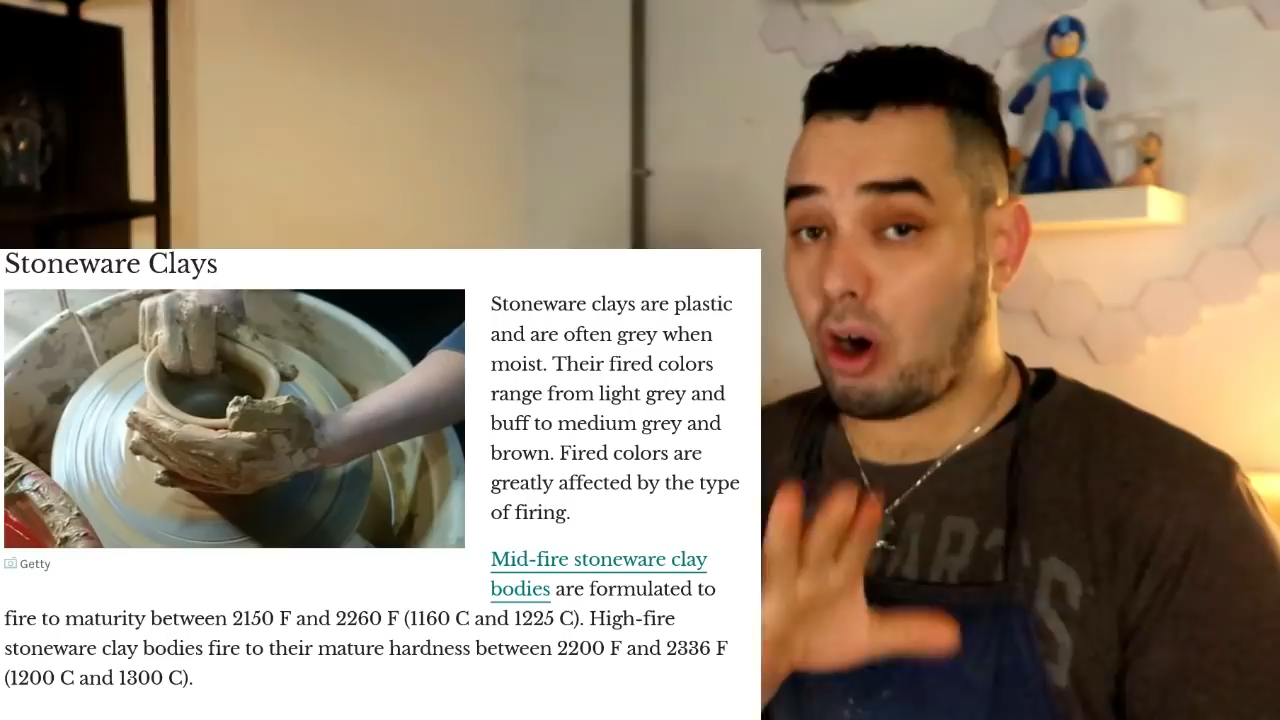 Stoneware Clays
Stoneware clays are plastic
and are often grey when
moist. Their fired colors
range from light grey and
buff to medium grey and
brown. Fired colors are
greatly affected by the type
of firing.
Getty
Mid-fire stoneware clay
bodies are formulated to
fire to maturity between 2150 F and 2260 F (1160 C and 1225 C). High-fire
stoneware clay bodies fire to their mature hardness between 2200 F and 2336 F
(1200 C and 1300 C).